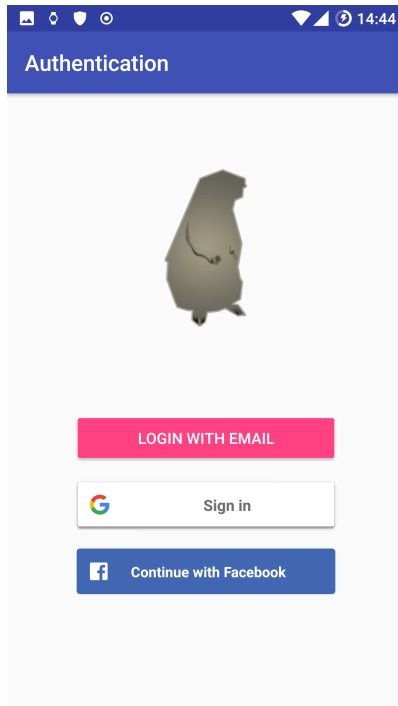 14:44
Authentication
LOGIN WITH EMAIL
Sign in
Continue with Facebook